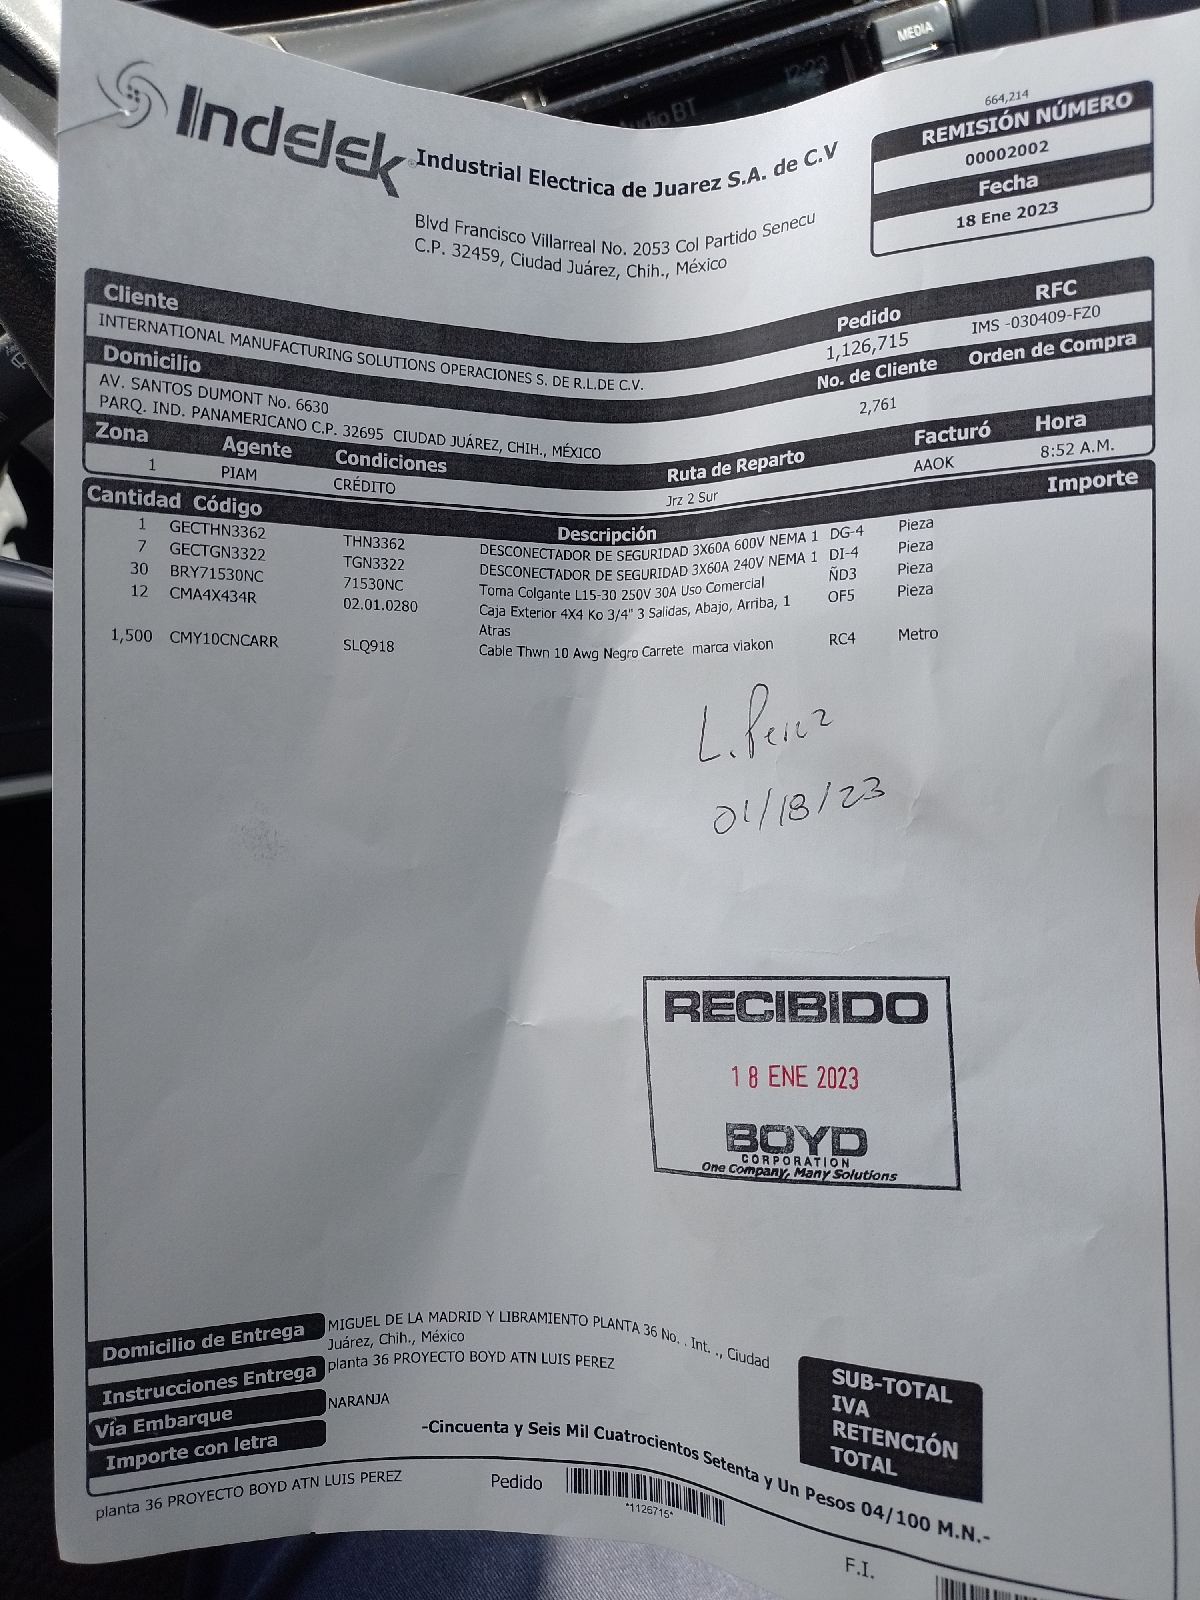 MEDIA
12:23
Audio BT
Indelek
Industrial Electrica de Juarez S.A. de C.V
Blvd Francisco Villarreal No. 2053 Col Partido Senecu
C.P. 32459, Ciudad Juárez, Chih., México
664,214
REMISIÓN NÚMERO
00002002
Fecha
18 Ene 2023
Cliente Pedido RFC
INTERNATIONAL MANUFACTURING SOLUTIONS OPERACIONES S. DE R.L.DE C.V. 1,126,715 IMS -030409-FZ0
Domicilio No. de Cliente Orden de Compra
AV. SANTOS DUMONT No. 6630 2,761
PARQ. IND. PANAMERICANO C.P. 32695 CIUDAD JUÁREZ, CHIH., MÉXICO
Zona Agente Condiciones Ruta de Reparto Facturó Hora
1 PIAM CRÉDITO Jrz 2 Sur AAOK 8:52 A.M.
Cantidad Código Descripción Importe
1 GECTHN3362 THN3362 DESCONECTADOR DE SEGURIDAD 3X60A 600V NEMA 1 DG-4 Pieza
7 GECTGN3322 TGN3322 DESCONECTADOR DE SEGURIDAD 3X60A 240V NEMA 1 DI-4 Pieza
30 BRY71530NC 71530NC Toma Colgante L15-30 250V 30A Uso Comercial ÑD3 Pieza
12 CMA4X434R 02.01.0280 Caja Exterior 4X4 Ko 3/4" 3 Salidas, Abajo, Arriba, 1 OF5 Pieza
Atras
1,500 CMY10CNCARR SLQ918 Cable Thwn 10 Awg Negro Carrete marca viakon RC4 Metro
L. Perez
01/18/23
RECIBIDO
18 ENE 2023
BOYD
CORPORATION
One Company, Many Solutions
Domicilio de Entrega MIGUEL DE LA MADRID Y LIBRAMIENTO PLANTA 36 No. . Int. ., Ciudad
Juárez, Chih., México
Instrucciones Entrega planta 36 PROYECTO BOYD ATN LUIS PEREZ
Vía Embarque NARANJA
Importe con letra -Cincuenta y Seis Mil Cuatrocientos Setenta y Un Pesos 04/100 M.N.-
SUB-TOTAL
IVA
RETENCIÓN
TOTAL
planta 36 PROYECTO BOYD ATN LUIS PEREZ Pedido
*1126715*
F.I.